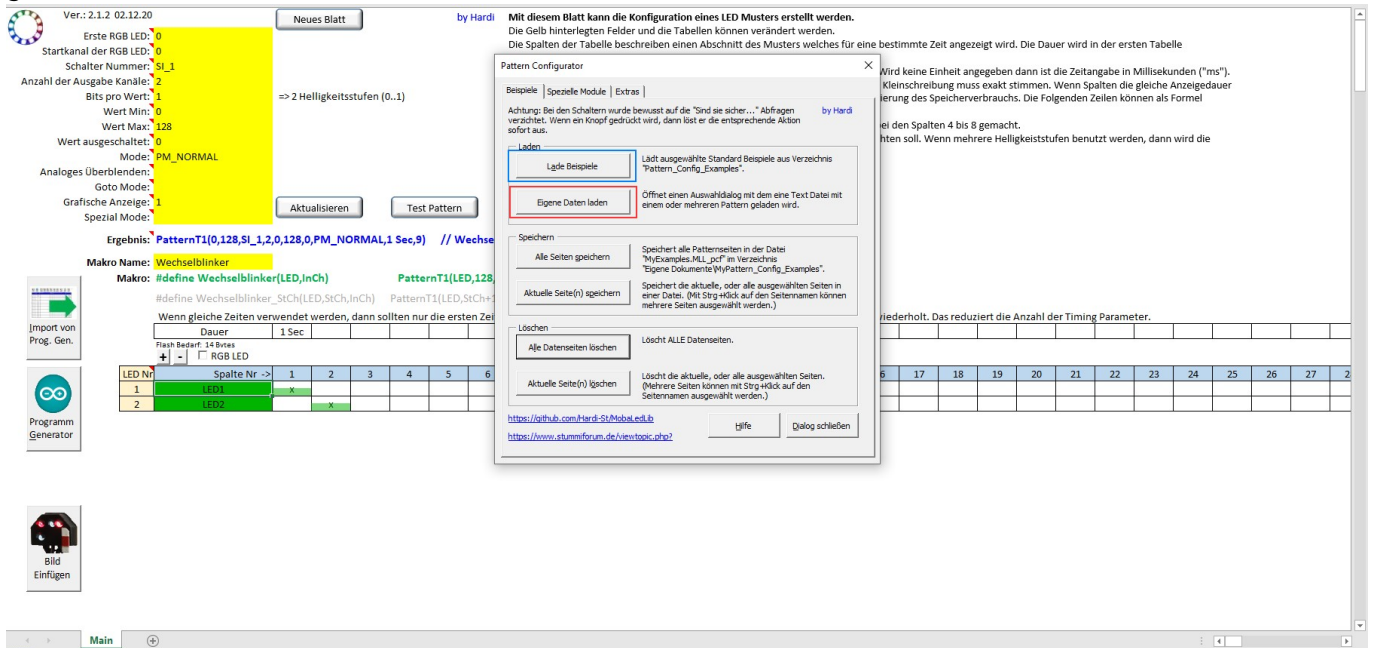 Ver.: 2.1.2 02.12.20
Neues Blatt
by Hardi
Mit diesem Blatt kann die Konfiguration eines LED Musters erstellt werden.
Die Gelb hinterlegten Felder und die Tabellen können verändert werden.
Die Spalten der Tabelle beschreiben einen Abschnitt des Musters welches für eine bestimmte Zeit angezeigt wird. Die Dauer wird in der ersten Tabelle
Wird keine Einheit angegeben dann ist die Zeitangabe in Millisekunden ("ms").
Kleinschreibung muss exakt stimmen. Wenn Spalten die gleiche Anzeigedauer
ierung des Speicherverbrauchs. Die Folgenden Zeilen können als Formel
ei den Spalten 4 bis 8 gemacht.
hten soll. Wenn mehrere Helligkeiststufen benutzt werden, dann wird die
Erste RGB LED: 0
Startkanal der RGB LED: 0
Schalter Nummer: SI_1
Anzahl der Ausgabe Kanäle: 2
Bits pro Wert: 1 => 2 Helligkeitsstufen (0..1)
Wert Min: 0
Wert Max: 128
Wert ausgeschaltet: 0
Mode: PM_NORMAL
Analoges Überblenden:
Goto Mode:
Grafische Anzeige: 1
Spezial Mode:
Aktualisieren
Test Pattern
Ergebnis: PatternT1(0,128,SI_1,2,0,128,0,PM_NORMAL,1 Sec,9) // Wechse
Makro Name: Wechselblinker
Makro: #define Wechselblinker(LED,InCh) PatternT1(LED,128,
#define Wechselblinker_StCh(LED,StCh,InCh) PatternT1(LED,StCh+1
Wenn gleiche Zeiten verwendet werden, dann sollten nur die ersten Zei
iederholt. Das reduziert die Anzahl der Timing Parameter.
Dauer 1 Sec
Flash Bedarf: 14 Bytes
+ - RGB LED
LED Nr Spalte Nr -> 1 2 3 4 5 6
6 17 18 19 20 21 22 23 24 25 26 27 2
1 LED1 x
2 LED2 x
Import von
Prog. Gen.
Programm
Generator
Bild
Einfügen
Pattern Configurator
Beispiele Spezielle Module Extras
Achtung: Bei den Schaltern wurde bewusst auf die "Sind sie sicher..." Abfragen
verzichtet. Wenn ein Knopf gedrückt wird, dann löst er die entsprechende Aktion
sofort aus.
by Hardi
Laden
Lade Beispiele
Lädt ausgewählte Standard Beispiele aus Verzeichnis
"Pattern_Config_Examples".
Eigene Daten laden
Öffnet einen Auswahldialog mit dem eine Text Datei mit
einem oder mehreren Pattern geladen wird.
Speichern
Alle Seiten speichern
Speichert alle Patternseiten in der Datei
"MyExamples.MLL_pcf" im Verzeichnis
"Eigene Dokumente\MyPattern_Config_Examples".
Aktuelle Seite(n) speichern
Speichert die aktuelle, oder alle ausgewählten Seiten in
einer Datei. (Mit Strg+Klick auf den Seitennamen können
mehrere Seiten ausgewählt werden.)
Löschen
Alle Datenseiten löschen
Löscht ALLE Datenseiten.
Aktuelle Seite(n) löschen
Löscht die aktuelle, oder alle ausgewählten Seiten.
(Mehrere Seiten können mit Strg+Klick auf den
Seitennamen ausgewählt werden.)
https://github.com/Hardi-St/MobaLedLib
https://www.stummiforum.de/viewtopic.php?
Hilfe
Dialog schließen
Main